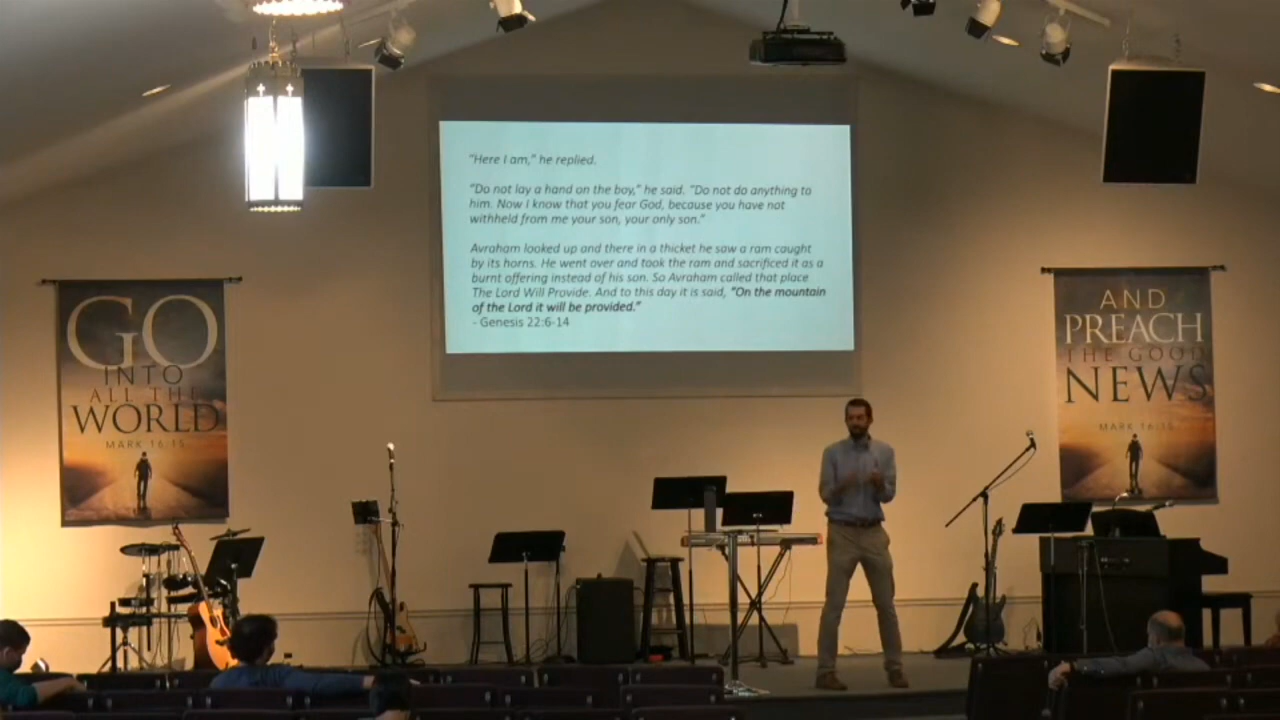 "Here I am," he replied.
"Do not lay a hand on the boy," he said. "Do not do anything to
him. Now I know that you fear God, because you have not
withheld from me your son, your only son."
Avraham looked up and there in a thicket he saw a ram caught
by its horns. He went over and took the ram and sacrificed it as a
burnt offering instead of his son. So Avraham called that place
The Lord Will Provide. And to this day it is said, "On the mountain
of the Lord it will be provided."
- Genesis 22:6-14
GO
INTO
ALL THE
WORLD
MARK 16:15
AND
PREACH
THE GOOD
NEWS
MARK 16:15